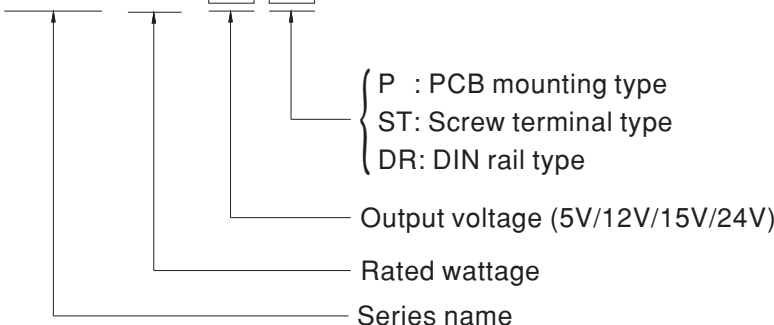 P : PCB mounting type
ST: Screw terminal type
DR: DIN rail type
Output voltage (5V/12V/15V/24V)
Rated wattage
Series name